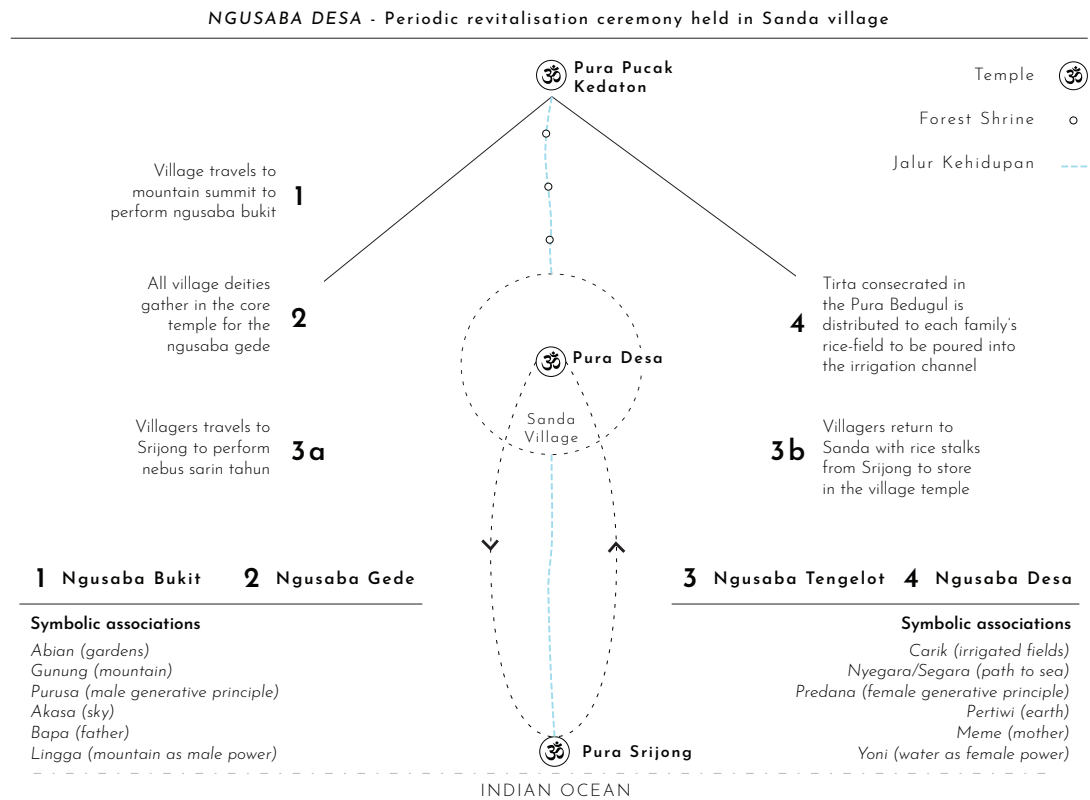 NGUSABA DESA - Periodic revitalisation ceremony held in Sanda village
ॐ
Pura Pucak
Kedaton
Temple
ॐ
Forest Shrine
Jalur Kehidupan
Village travels to
mountain summit to
perform ngusaba bukit
1
All village deities
gather in the core
temple for the
ngusaba gede
2
4
Tirta consecrated in
the Pura Bedugul is
distributed to each family's
rice-field to be poured into
the irrigation channel
ॐ
Pura Desa
Sanda
Village
Villagers travels to
Srijong to perform
nebus sarin tahun
3a
3b
Villagers return to
Sanda with rice stalks
from Srijong to store
in the village temple
1 Ngusaba Bukit 2 Ngusaba Gede
Symbolic associations
Abian (gardens)
Gunung (mountain)
Purusa (male generative principle)
Akasa (sky)
Bapa (father)
Lingga (mountain as male power)
3 Ngusaba Tengelot 4 Ngusaba Desa
Symbolic associations
Carik (irrigated fields)
Nyegara/Segara (path to sea)
Predana (female generative principle)
Pertiwi (earth)
Meme (mother)
Yoni (water as female power)
ॐ
Pura Srijong
INDIAN OCEAN